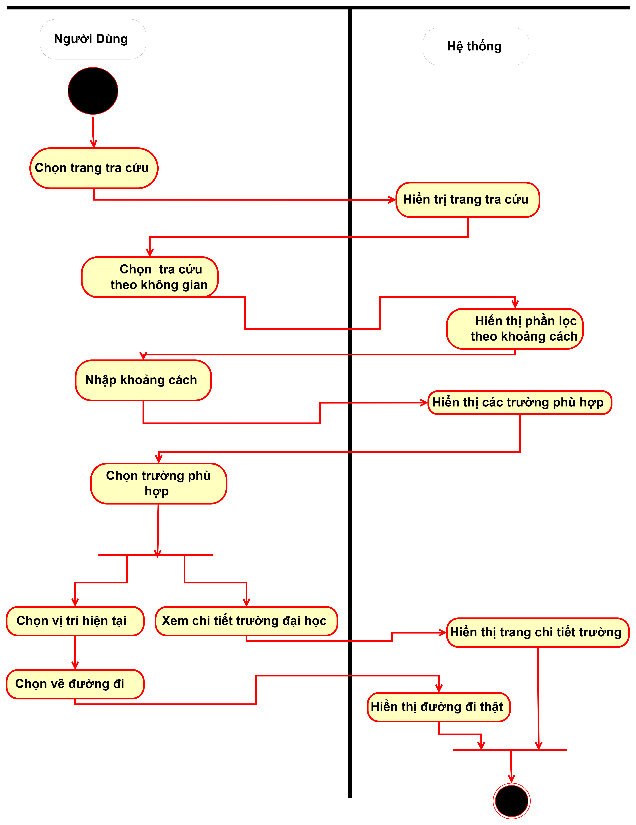 Người Dùng
Hệ thống
Chọn trang tra cứu
Hiển trị trang tra cứu
Chọn tra cứu
theo không gian
Hiển thị phần lọc
theo khoảng cách
Nhập khoảng cách
Hiển thị các trường phù hợp
Chọn trường phù
hợp
Chọn vị trí hiện tại
Xem chi tiết trường đại học
Hiển thị trang chi tiết trường
Chọn vẽ đường đi
Hiển thị đường đi thật